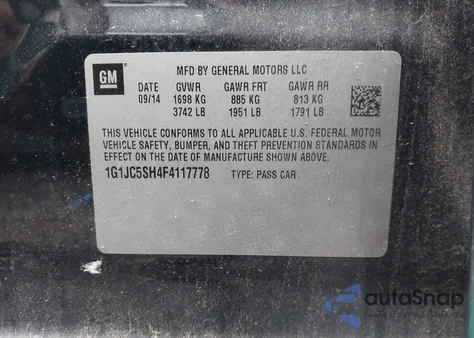 GM
MFD BY GENERAL MOTORS LLC
DATE GVWR GAWR FRT GAWR RR
09/14 1698 KG 885 KG 813 KG
3742 LB 1951 LB 1791 LB
THIS VEHICLE CONFORMS TO ALL APPLICABLE U.S. FEDERAL MOTOR
VEHICLE SAFETY, BUMPER, AND THEFT PREVENTION STANDARDS IN
EFFECT ON THE DATE OF MANUFACTURE SHOWN ABOVE.
1G1JC5SH4F4117778 TYPE: PASS CAR
autoSnap